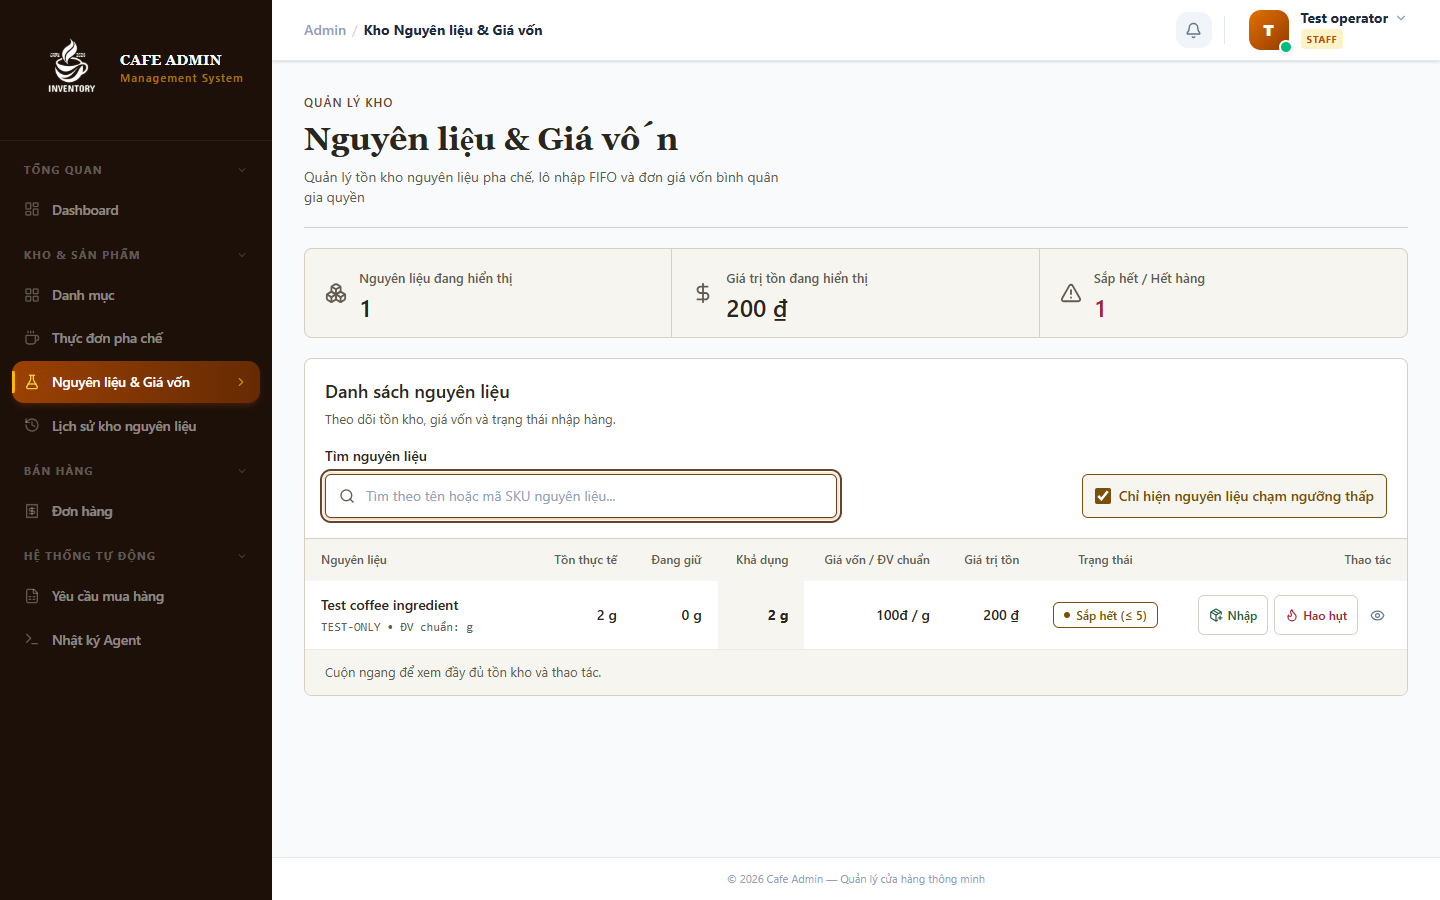 INVENTORY
CAFE ADMIN
Management System
TỔNG QUAN
Dashboard
KHO & SẢN PHẨM
Danh mục
Thực đơn pha chế
Nguyên liệu & Giá vốn
Lịch sử kho nguyên liệu
BÁN HÀNG
Đơn hàng
HỆ THỐNG TỰ ĐỘNG
Yêu cầu mua hàng
Nhật ký Agent
Admin / Kho Nguyên liệu & Giá vốn
T
Test operator
STAFF
QUẢN LÝ KHO
Nguyên liệu & Giá vốn
Quản lý tồn kho nguyên liệu pha chế, lô nhập FIFO và đơn giá vốn bình quân
gia quyền
Nguyên liệu đang hiển thị
1
Giá trị tồn đang hiển thị
200 ₫
Sắp hết / Hết hàng
1
Danh sách nguyên liệu
Theo dõi tồn kho, giá vốn và trạng thái nhập hàng.
Tìm nguyên liệu
Tìm theo tên hoặc mã SKU nguyên liệu...
Chỉ hiện nguyên liệu chạm ngưỡng thấp
Nguyên liệu Tồn thực tế Đang giữ Khả dụng Giá vốn / ĐV chuẩn Giá trị tồn Trạng thái Thao tác
Test coffee ingredient 2 g 0 g 2 g 100đ / g 200 ₫ Sắp hết (≤ 5) Nhập Hao hụt
TEST-ONLY • ĐV chuẩn: g
Cuộn ngang để xem đầy đủ tồn kho và thao tác.
© 2026 Cafe Admin — Quản lý cửa hàng thông minh